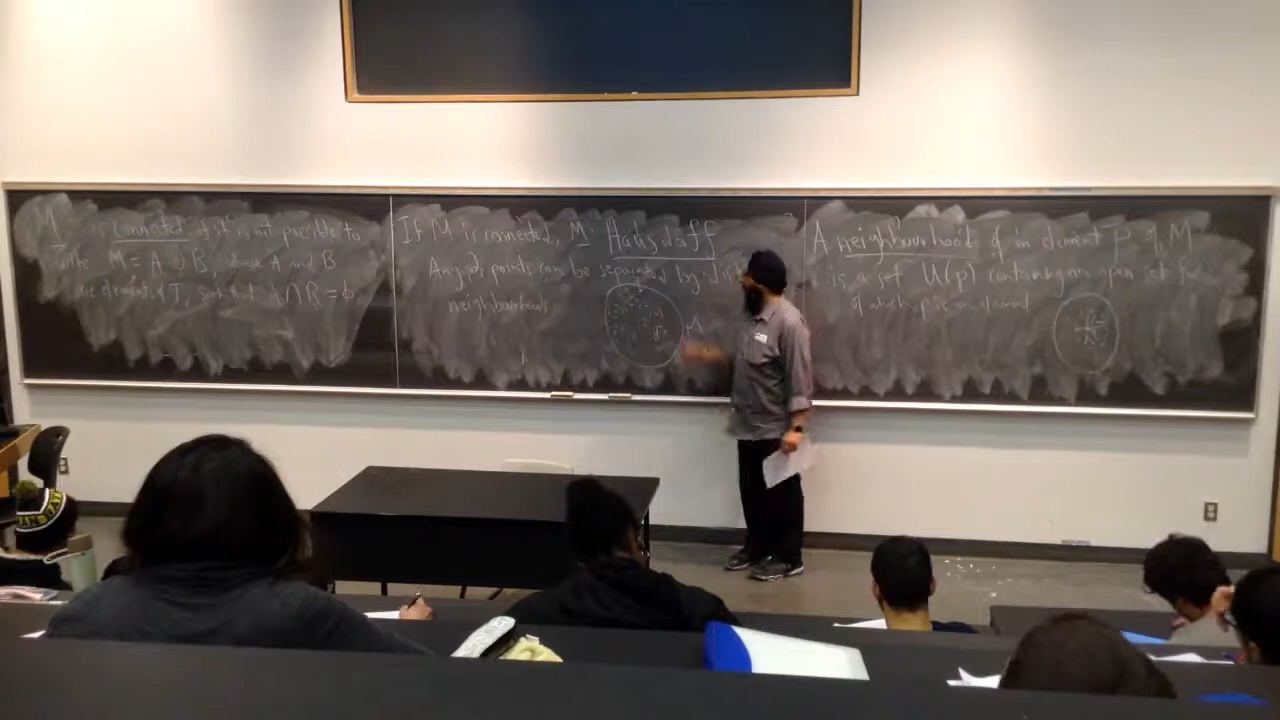 M is connected if it is not possible to
write M = A ∪ B, where A and B
are elements of T, such that A ∩ B = ϕ
If M is connected, M Hausdorff
Any points can be separated by
neighbourhoods
M
A neighbourhood of an element P of M
is a set U(p) containing an open set
of which p is an element